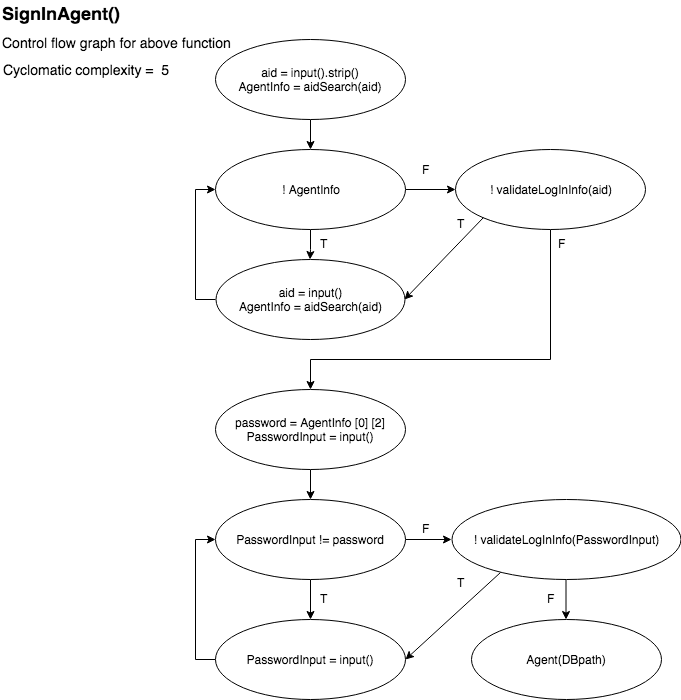 SignInAgent()
Control flow graph for above function
Cyclomatic complexity = 5
aid = input().strip()
AgentInfo = aidSearch(aid)
! AgentInfo
F
! validateLogInInfo(aid)
T
T
F
aid = input()
AgentInfo = aidSearch(aid)
password = AgentInfo [0] [2]
PasswordInput = input()
PasswordInput != password
F
! validateLogInInfo(PasswordInput)
T
T
F
PasswordInput = input()
Agent(DBpath)